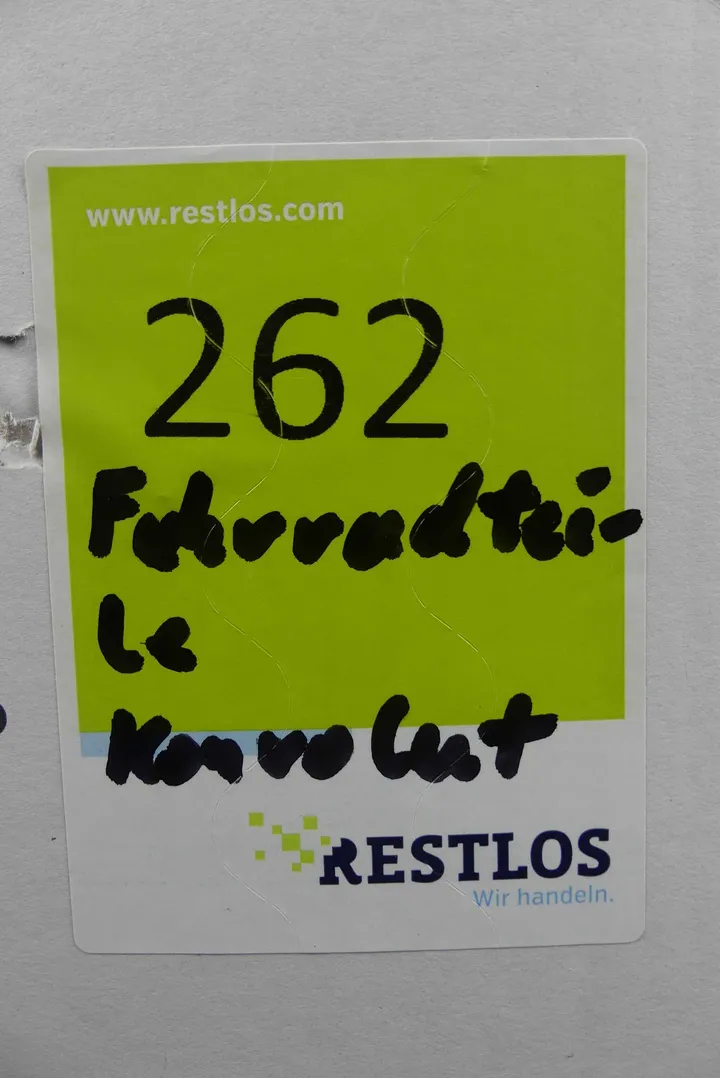 www.restlos.com
262
Fahrradtei-
le
Konvolut
RESTLOS
Wir handeln.